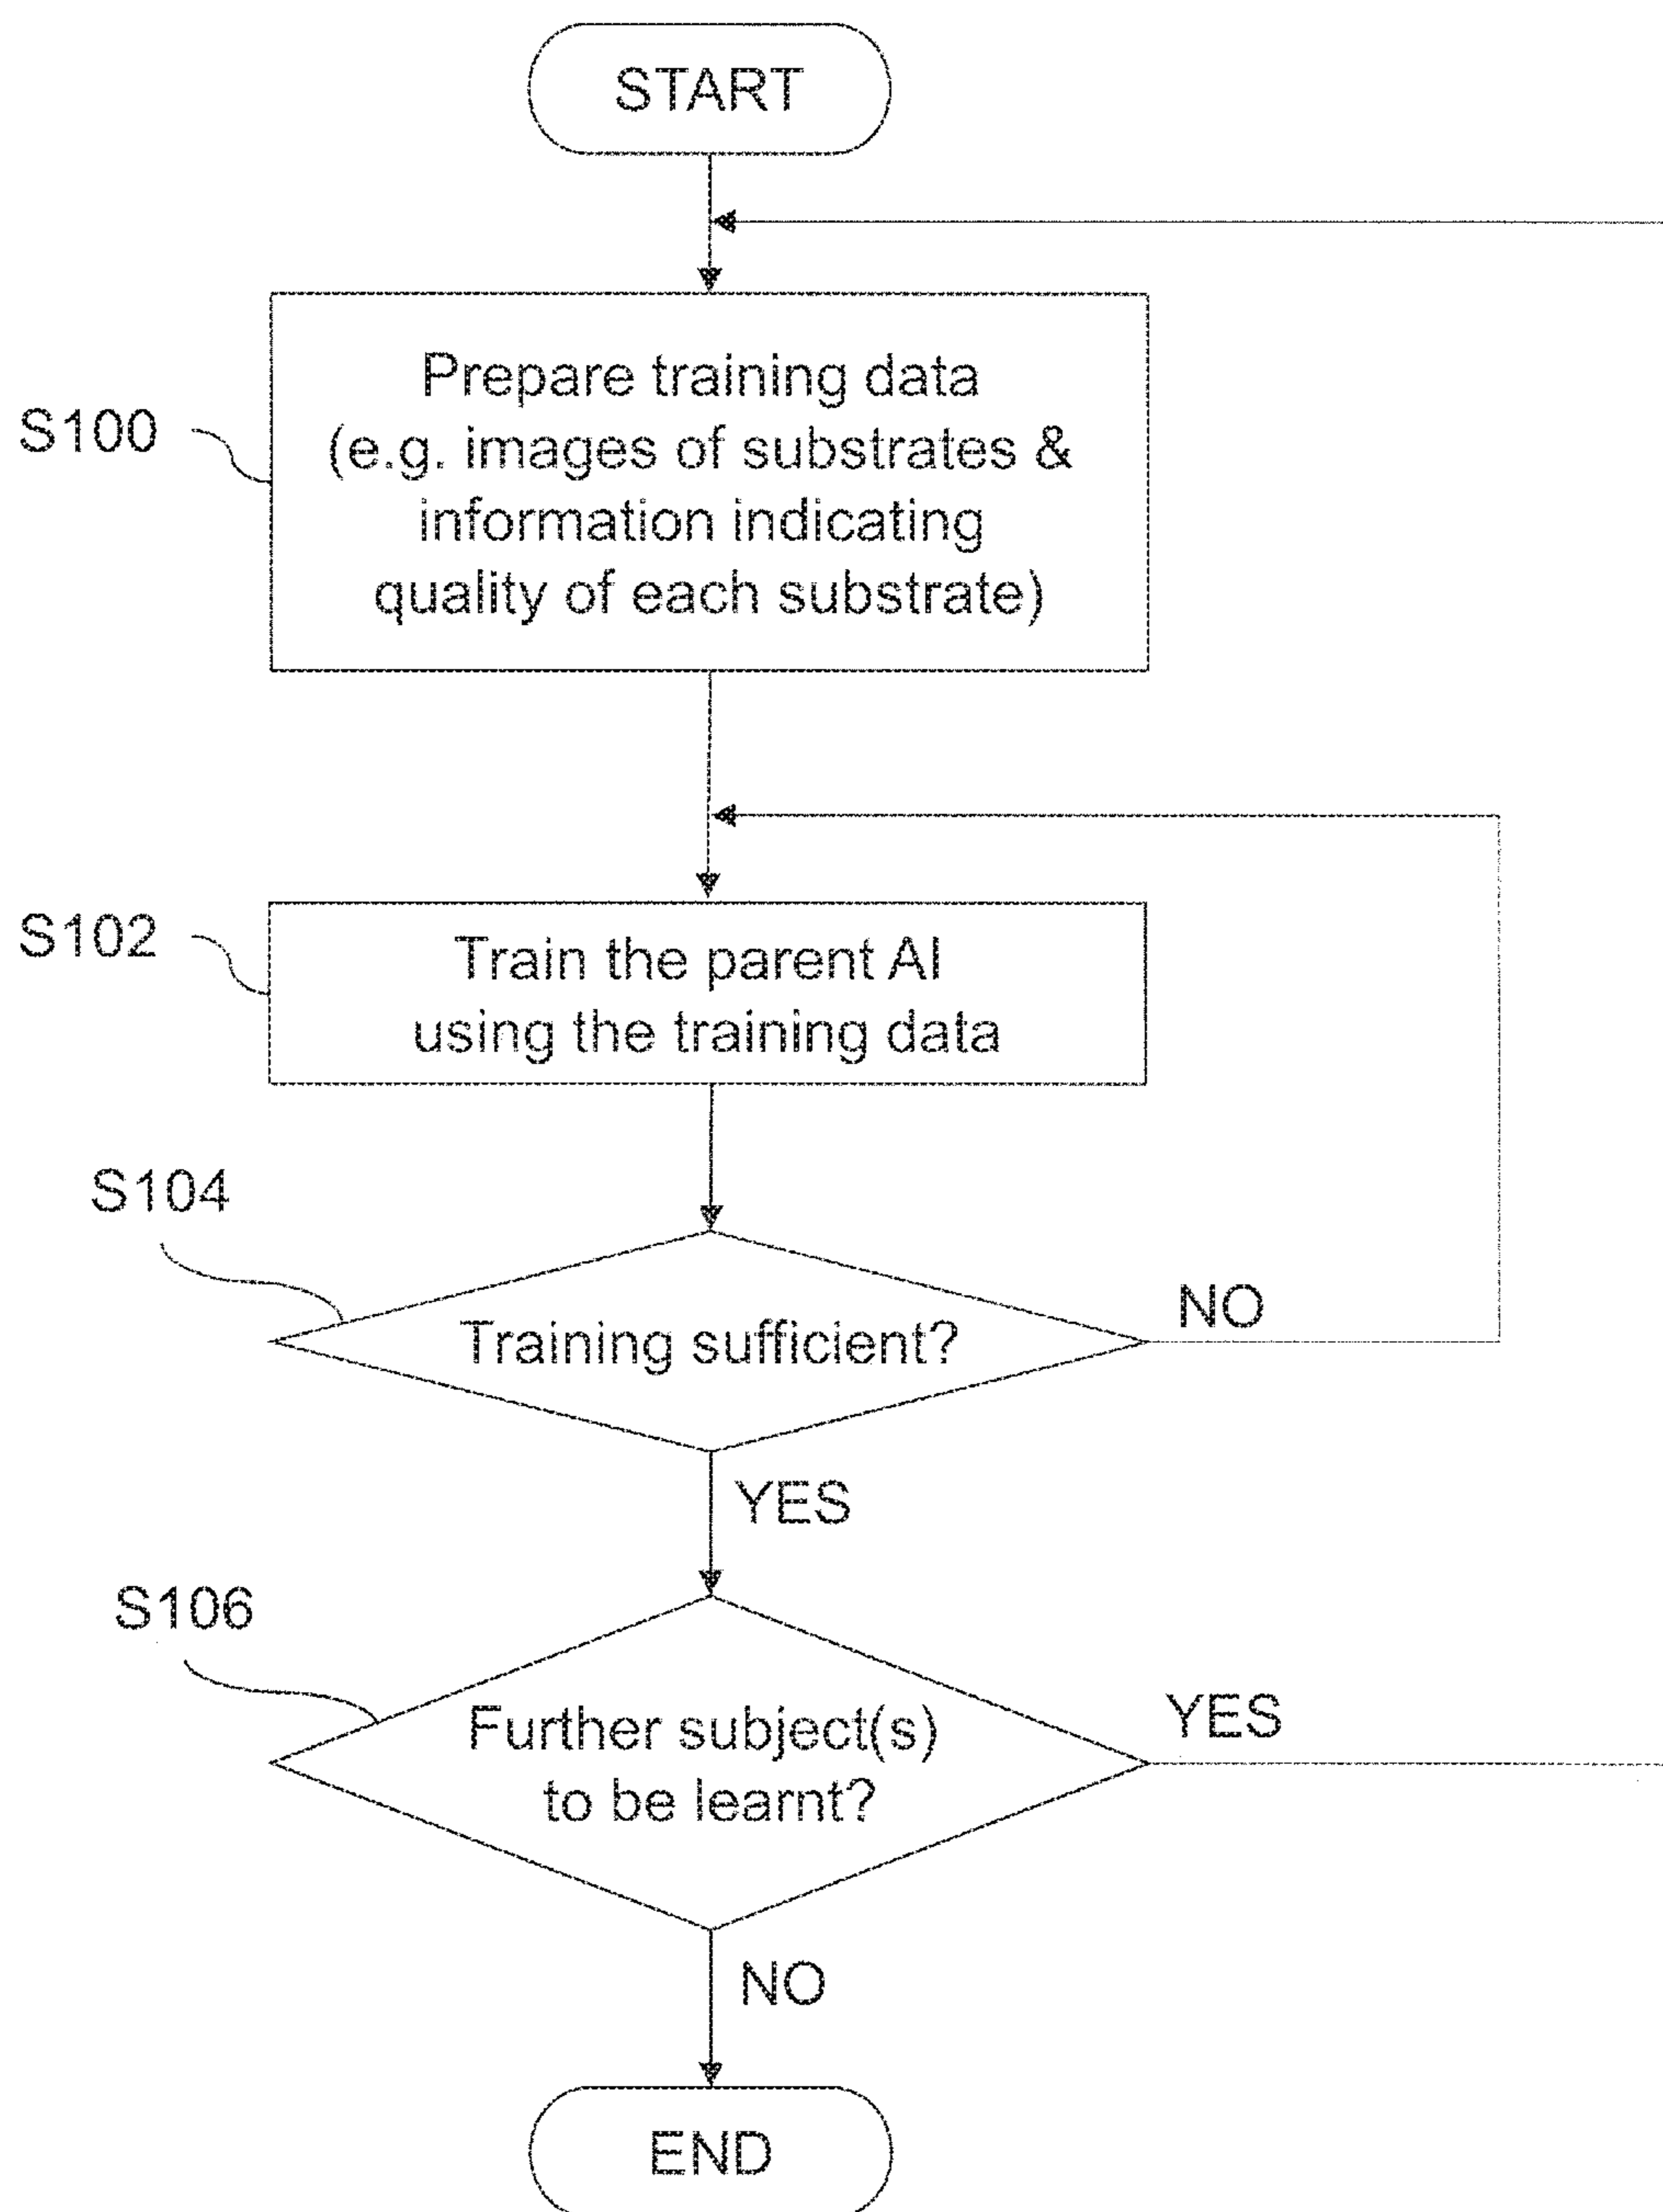 START
S100
Prepare training data
(e.g. images of substrates &
information indicating
quality of each substrate)
S102
Train the parent AI
using the training data
S104
Training sufficient?
NO
YES
S106
Further subject(s)
to be learnt?
YES
NO
END